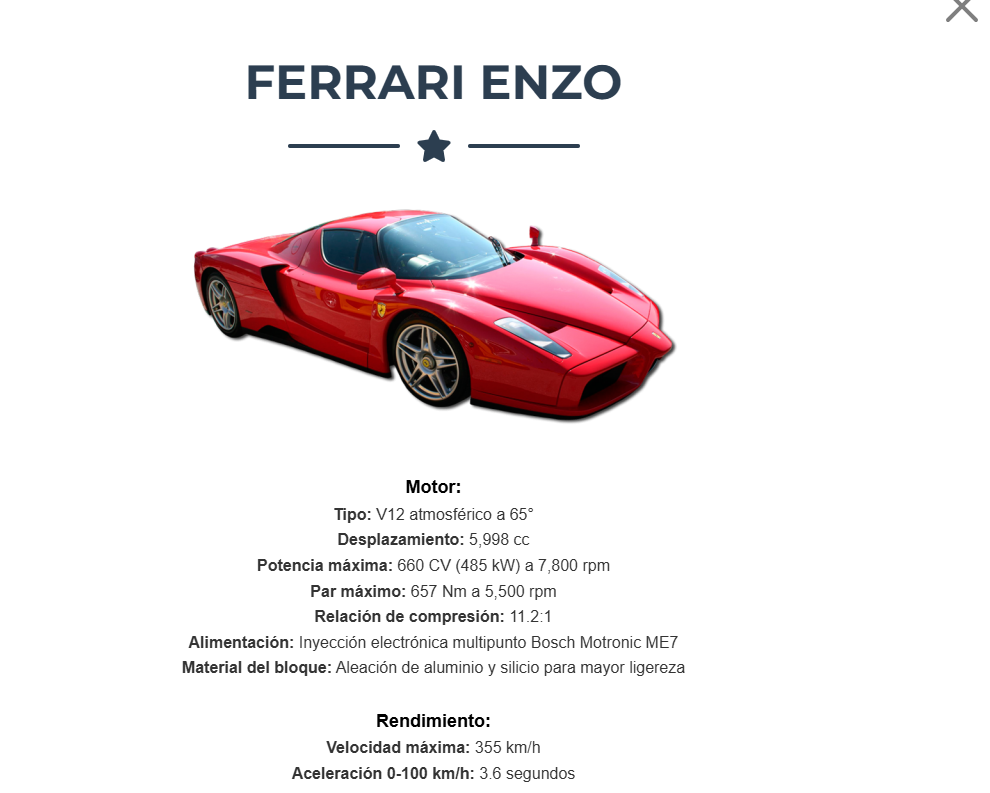 FERRARI ENZO
Motor:
Tipo: V12 atmosférico a 65°
Desplazamiento: 5,998 cc
Potencia máxima: 660 CV (485 kW) a 7,800 rpm
Par máximo: 657 Nm a 5,500 rpm
Relación de compresión: 11.2:1
Alimentación: Inyección electrónica multipunto Bosch Motronic ME7
Material del bloque: Aleación de aluminio y silicio para mayor ligereza
Rendimiento:
Velocidad máxima: 355 km/h
Aceleración 0-100 km/h: 3.6 segundos